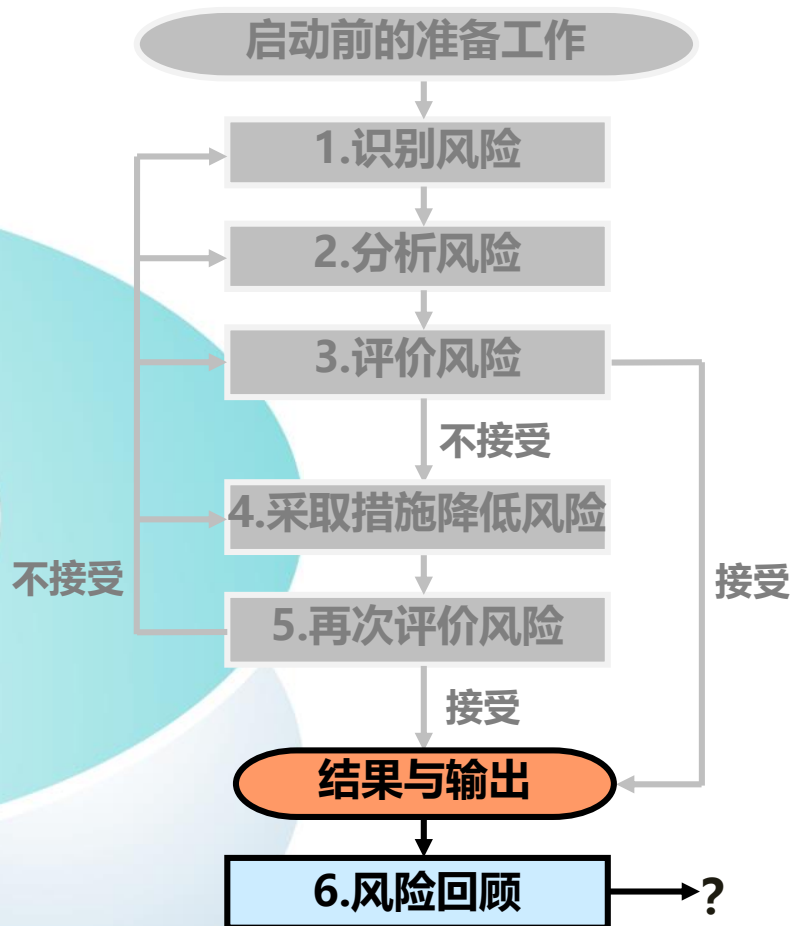 启动前的准备工作
1.识别风险
2.分析风险
3.评价风险
不接受
4.采取措施降低风险
不接受
接受
5.再次评价风险
接受
结果与输出
6.风险回顾
?